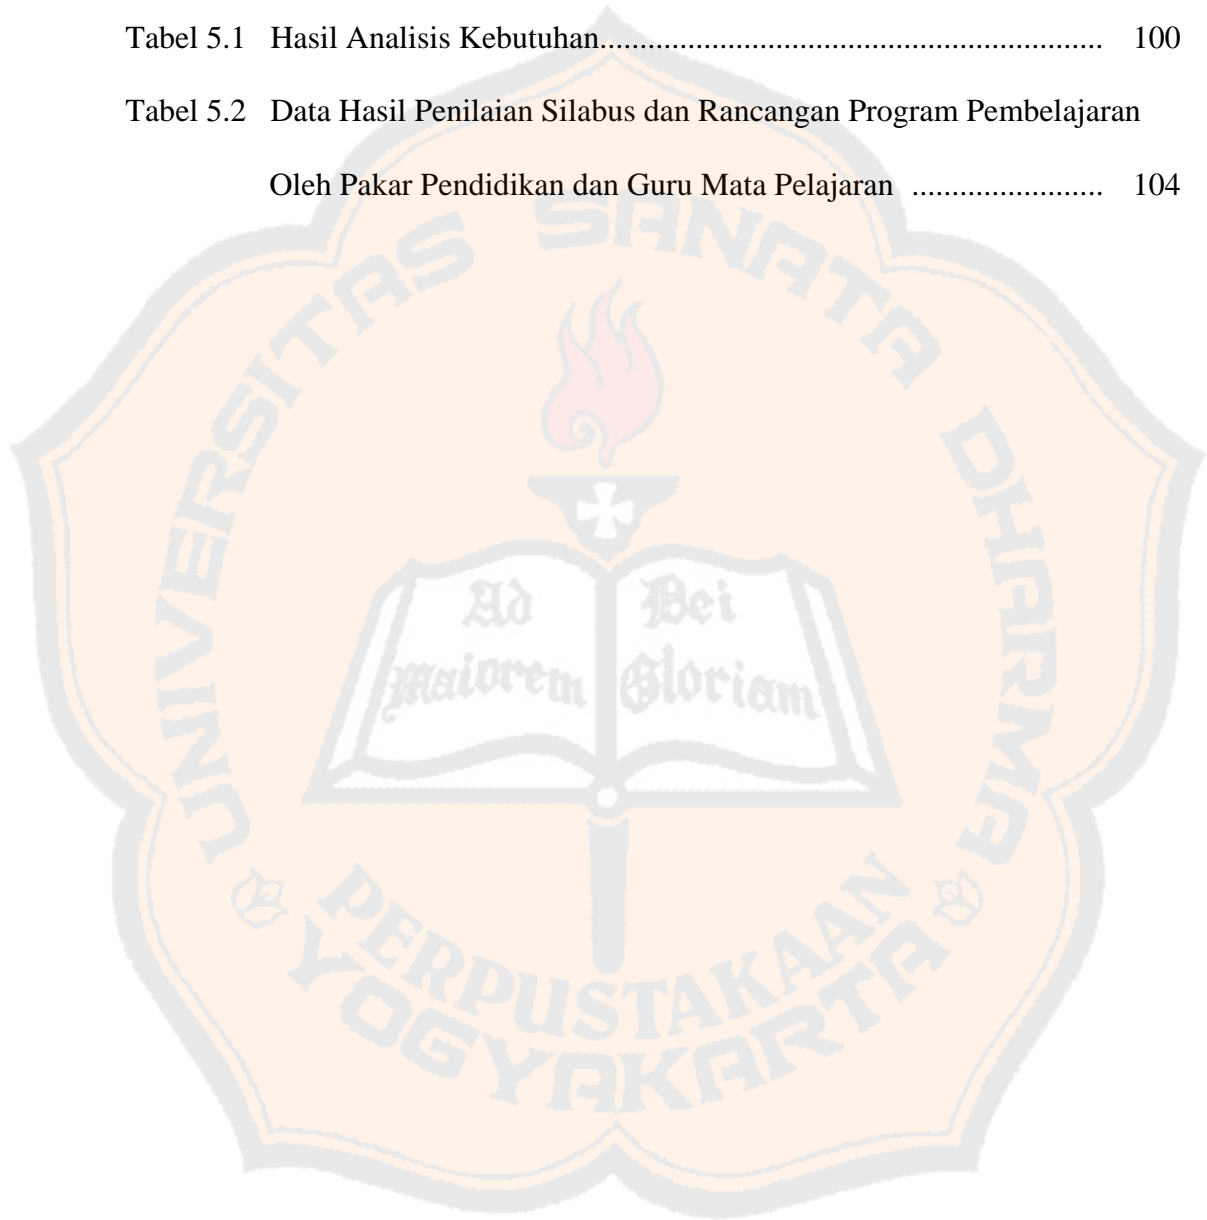 Tabel 5.1 Hasil Analisis Kebutuhan................................................................ 100
Tabel 5.2 Data Hasil Penilaian Silabus dan Rancangan Program Pembelajaran
Oleh Pakar Pendidikan dan Guru Mata Pelajaran ........................ 104
UNIVERSITAS SANATA DHARMA
Ad
Maiorem
Dei
Gloriam
PERPUSTAKAAN
YOGYAKARTA